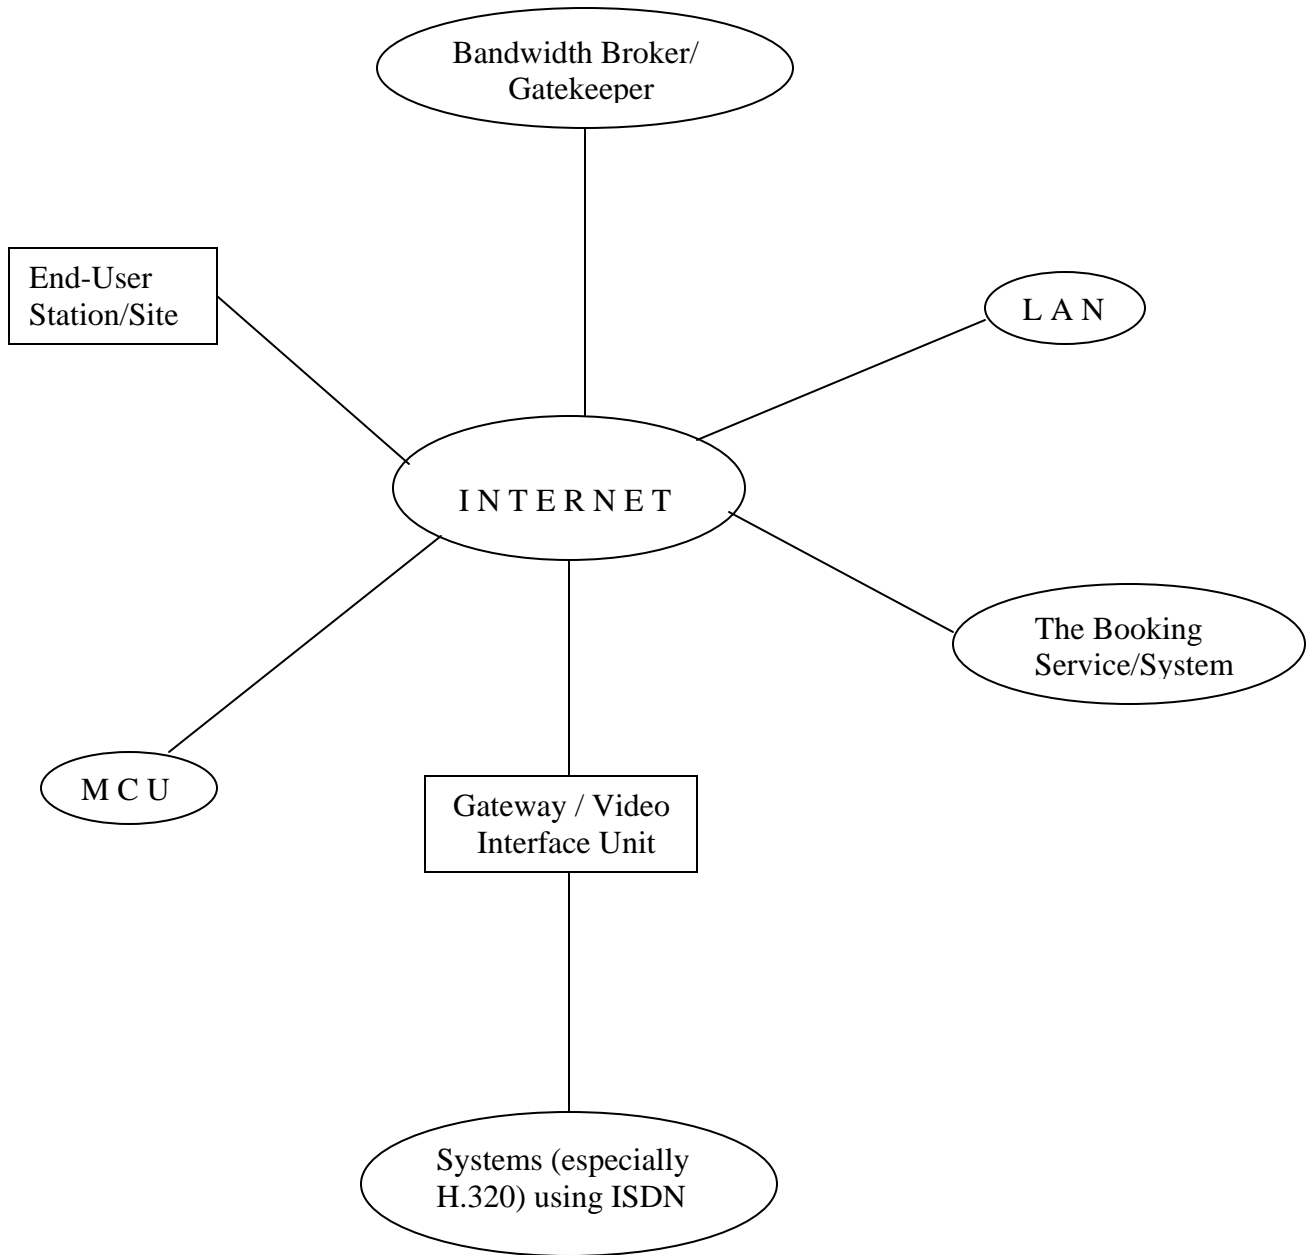 Bandwidth Broker/
Gatekeeper
End-User
Station/Site
L A N
I N T E R N E T
The Booking
Service/System
M C U
Gateway / Video
Interface Unit
Systems (especially
H.320) using ISDN